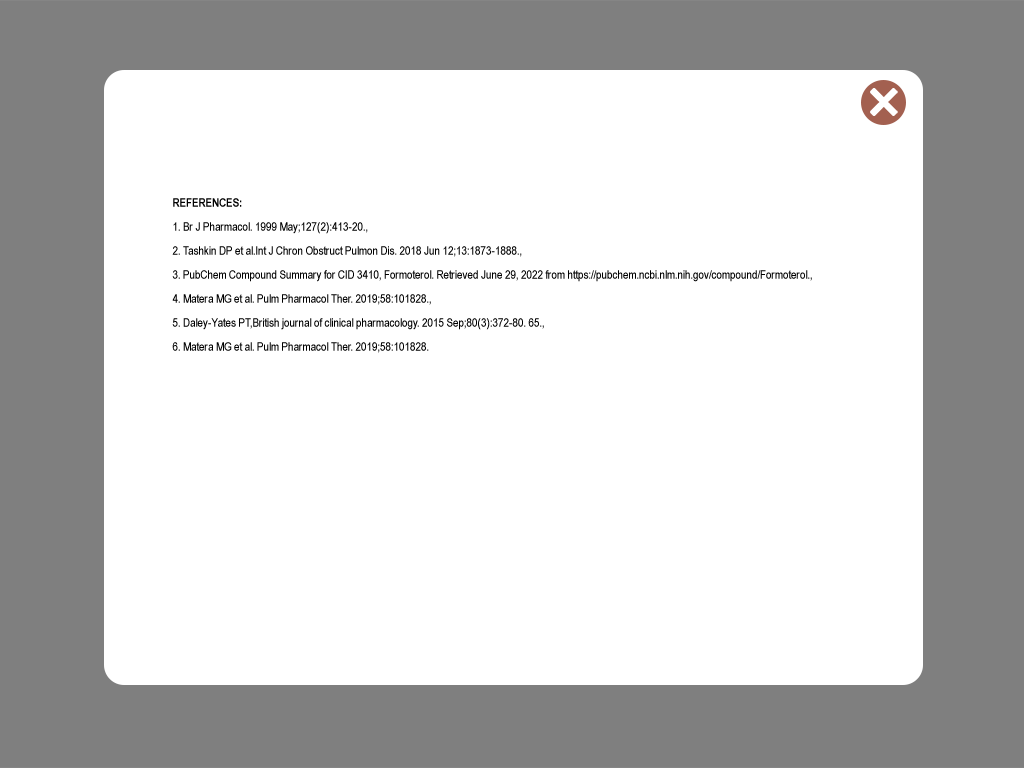 REFERENCES:
1. Br J Pharmacol. 1999 May;127(2):413-20.,
2. Tashkin DP et al.Int J Chron Obstruct Pulmon Dis. 2018 Jun 12;13:1873-1888.,
3. PubChem Compound Summary for CID 3410, Formoterol. Retrieved June 29, 2022 from https://pubchem.ncbi.nlm.nih.gov/compound/Formoterol.,
4. Matera MG et al. Pulm Pharmacol Ther. 2019;58:101828.,
5. Daley-Yates PT,British journal of clinical pharmacology. 2015 Sep;80(3):372-80. 65.,
6. Matera MG et al. Pulm Pharmacol Ther. 2019;58:101828.